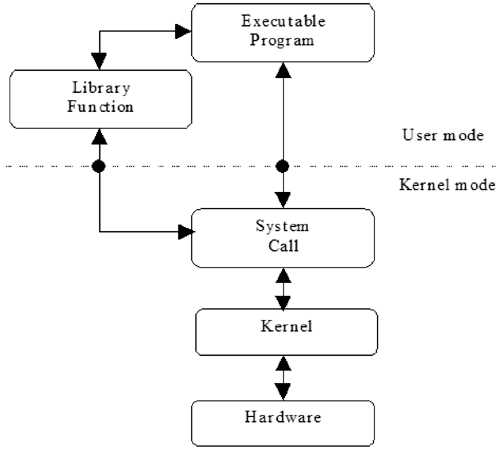 Executable
Program
Library
Function
User mode
Kernel mode
System
Call
Kernel
Hardware